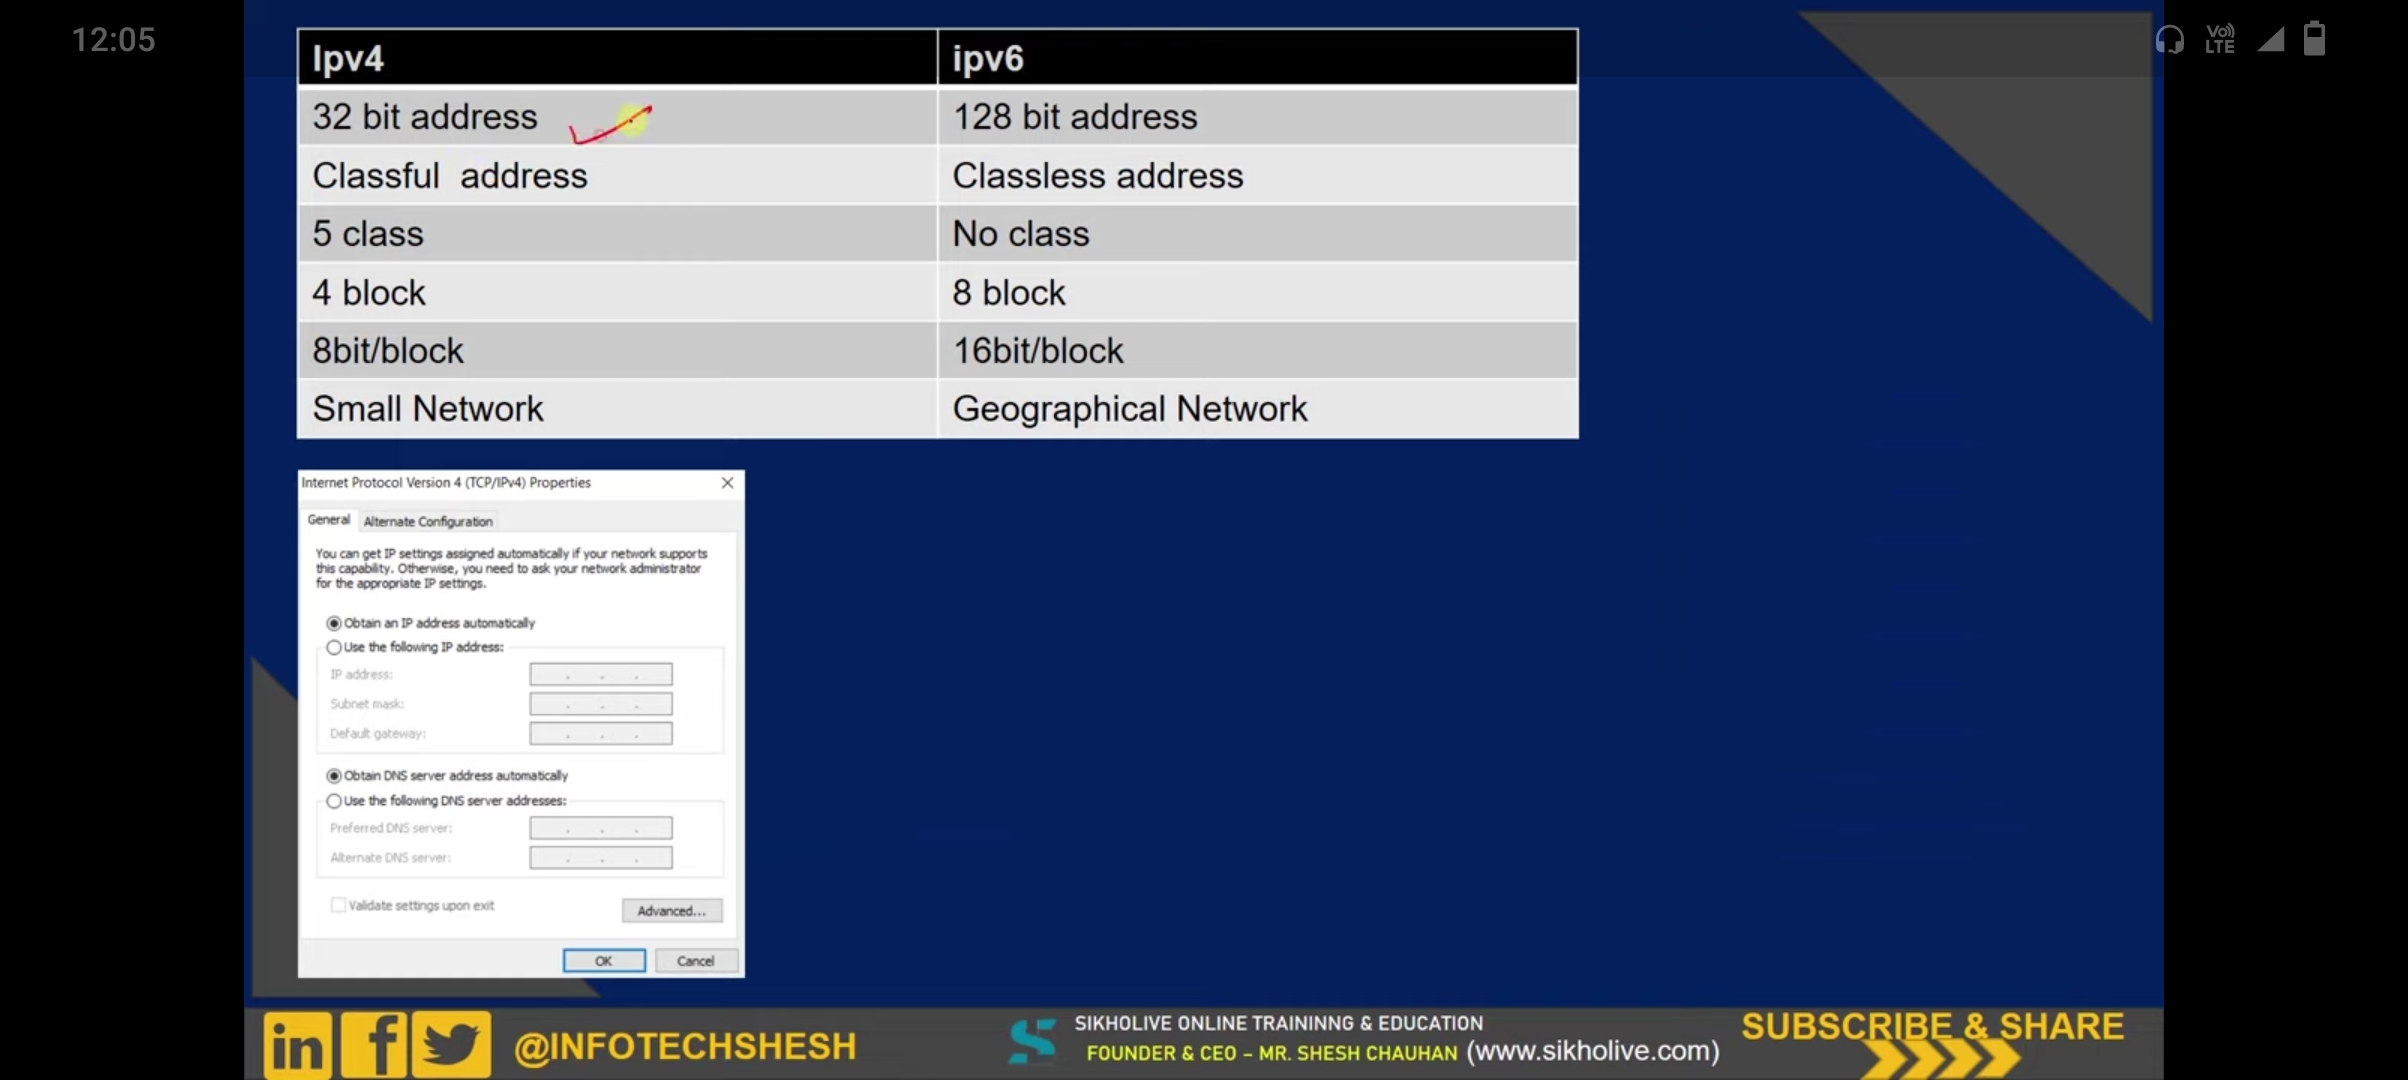 12:05
Vo))
LTE
Ipv4 ipv6
32 bit address 128 bit address
Classful address Classless address
5 class No class
4 block 8 block
8bit/block 16bit/block
Small Network Geographical Network
Internet Protocol Version 4 (TCP/IPv4) Properties
General Alternate Configuration
You can get IP settings assigned automatically if your network supports
this capability. Otherwise, you need to ask your network administrator
for the appropriate IP settings.
Obtain an IP address automatically
Use the following IP address:
IP address: . . .
Subnet mask: . . .
Default gateway: . . .
Obtain DNS server address automatically
Use the following DNS server addresses:
Preferred DNS server: . . .
Alternate DNS server: . . .
Validate settings upon exit
Advanced...
OK Cancel
in f @INFOTECHSHESH
SIKHOLIVE ONLINE TRAININNG & EDUCATION
FOUNDER & CEO – MR. SHESH CHAUHAN (www.sikholive.com)
SUBSCRIBE & SHARE